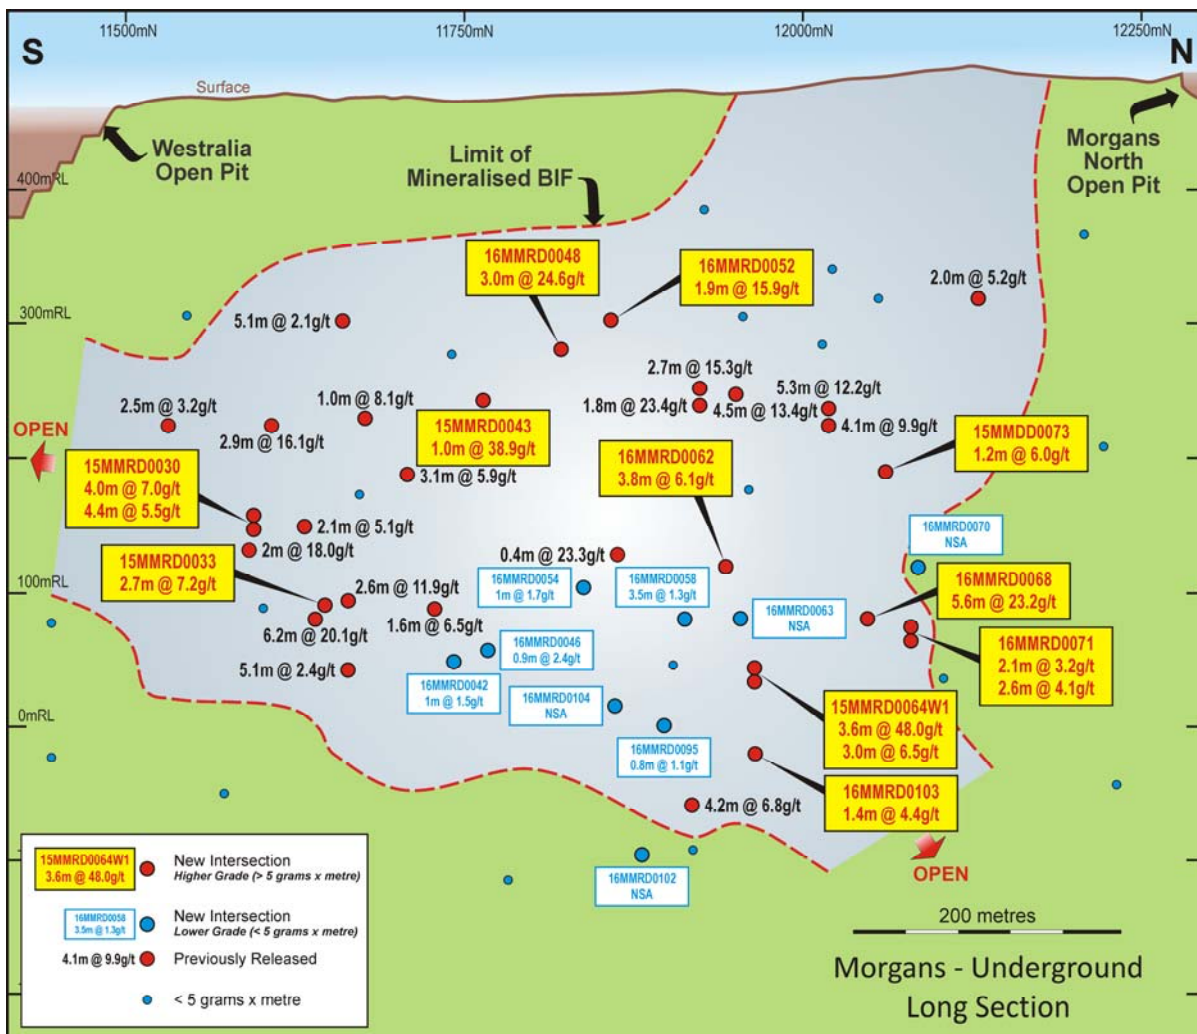 11500mN
11750mN
12000mN
12250mN
S
N
Surface
Westralia
Open Pit
Limit of
Mineralised BIF
Morgans
North
Open Pit
400mRL
16MMRD0048
3.0m @ 24.6g/t
16MMRD0052
1.9m @ 15.9g/t
2.0m @ 5.2g/t
300mRL
5.1m @ 2.1g/t
2.7m @ 15.3g/t
5.3m @ 12.2g/t
2.5m @ 3.2g/t
1.0m @ 8.1g/t
1.8m @ 23.4g/t
4.5m @ 13.4g/t
4.1m @ 9.9g/t
OPEN
2.9m @ 16.1g/t
15MMRD0043
1.0m @ 38.9g/t
15MMDD0073
1.2m @ 6.0g/t
15MMRD0030
4.0m @ 7.0g/t
4.4m @ 5.5g/t
3.1m @ 5.9g/t
16MMRD0062
3.8m @ 6.1g/t
2.1m @ 5.1g/t
2m @ 18.0g/t
0.4m @ 23.3g/t
16MMRD0070
NSA
15MMRD0033
2.7m @ 7.2g/t
2.6m @ 11.9g/t
16MMRD0054
1m @ 1.7g/t
16MMRD0058
3.5m @ 1.3g/t
100mRL
16MMRD0068
5.6m @ 23.2g/t
6.2m @ 20.1g/t
1.6m @ 6.5g/t
16MMRD0063
NSA
16MMRD0046
0.9m @ 2.4g/t
16MMRD0071
2.1m @ 3.2g/t
2.6m @ 4.1g/t
5.1m @ 2.4g/t
16MMRD0042
1m @ 1.5g/t
16MMRD0104
NSA
15MMRD0064W1
3.6m @ 48.0g/t
3.0m @ 6.5g/t
0mRL
16MMRD0095
0.8m @ 1.1g/t
16MMRD0103
1.4m @ 4.4g/t
4.2m @ 6.8g/t
OPEN
16MMRD0102
NSA
15MMRD0064W1
3.6m @ 48.0g/t
New Intersection
Higher Grade (> 5 grams x metre)
16MMRD0058
3.5m @ 1.3g/t
New Intersection
Lower Grade (< 5 grams x metre)
4.1m @ 9.9g/t
Previously Released
< 5 grams x metre
200 metres
Morgans - Underground
Long Section